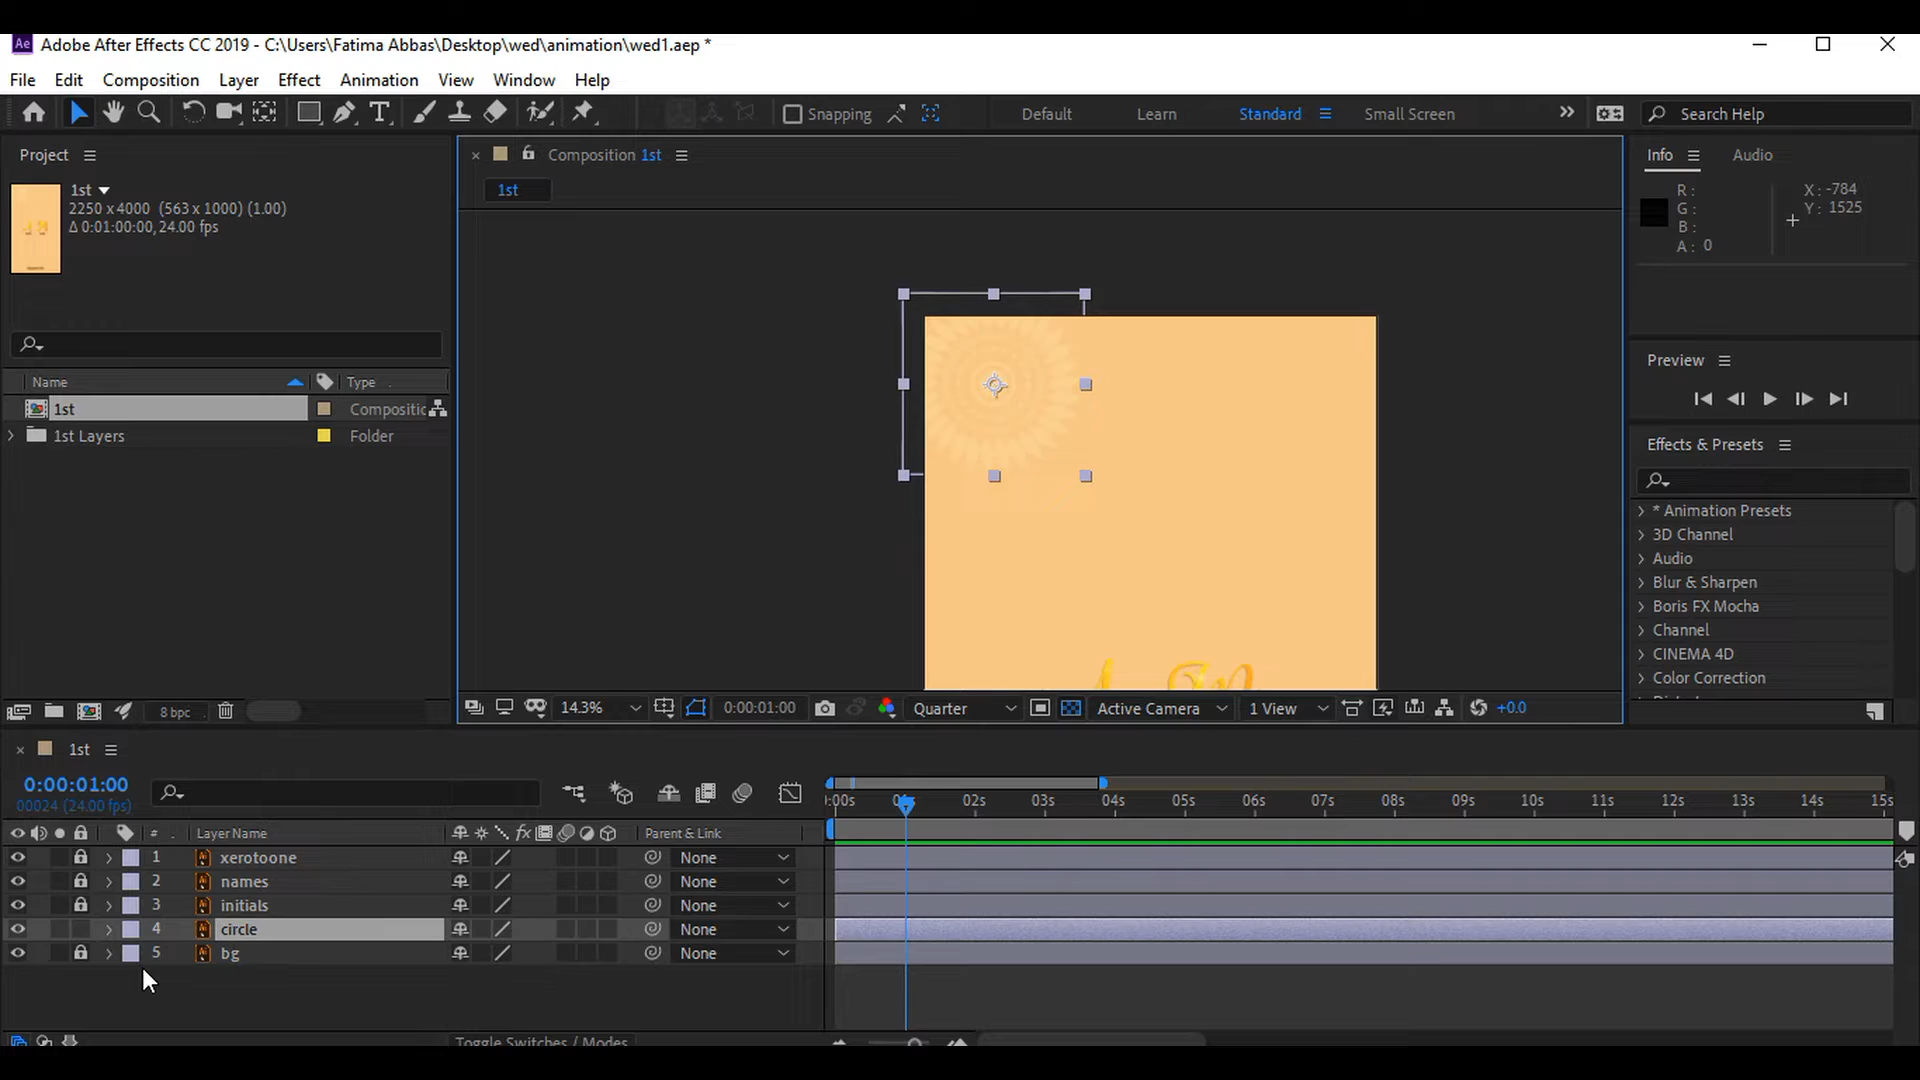 Ae Adobe After Effects CC 2019 - C:\Users\Fatima Abbas\Desktop\wed\animation\wed1.aep *
File Edit Composition Layer Effect Animation View Window Help
Snapping Default Learn Standard Small Screen Search Help
Project
1st
2250 x 4000 (563 x 1000) (1.00)
Δ 0:01:00:00, 24.00 fps
Name Type
1st Compositic
1st Layers Folder
8 bpc
Composition 1st
1st
14.3% 0:00:01:00 Quarter Active Camera 1 View +0.0
Info Audio
R :
G :
B :
A : 0
X : -784
Y : 1525
Preview
Effects & Presets
* Animation Presets
3D Channel
Audio
Blur & Sharpen
Boris FX Mocha
Channel
CINEMA 4D
Color Correction
1st
0:00:01:00
00024 (24.00 fps)
:00s 02s 03s 04s 05s 06s 07s 08s 09s 10s 11s 12s 13s 14s 15s
# Layer Name fx Parent & Link
1 xerotoone None
2 names None
3 initials None
4 circle None
5 bg None
Toggle Switches / Modes